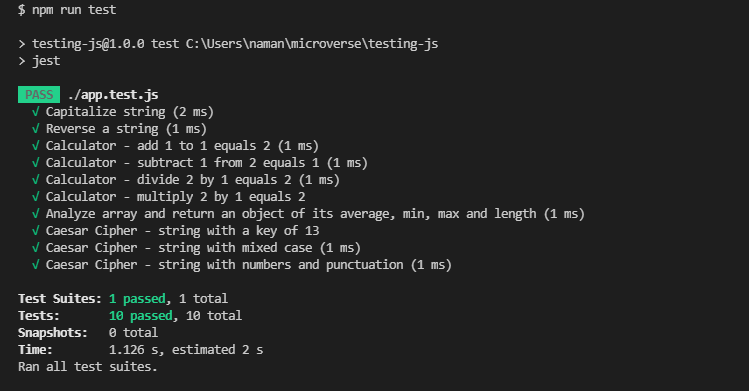 $ npm run test
> testing-js@1.0.0 test C:\Users\naman\microverse\testing-js
> jest
PASS ./app.test.js
√ Capitalize string (2 ms)
√ Reverse a string (1 ms)
√ Calculator - add 1 to 1 equals 2 (1 ms)
√ Calculator - subtract 1 from 2 equals 1 (1 ms)
√ Calculator - divide 2 by 1 equals 2 (1 ms)
√ Calculator - multiply 2 by 1 equals 2
√ Analyze array and return an object of its average, min, max and length (1 ms)
√ Caesar Cipher - string with a key of 13
√ Caesar Cipher - string with mixed case (1 ms)
√ Caesar Cipher - string with numbers and punctuation (1 ms)
Test Suites: 1 passed, 1 total
Tests: 10 passed, 10 total
Snapshots: 0 total
Time: 1.126 s, estimated 2 s
Ran all test suites.